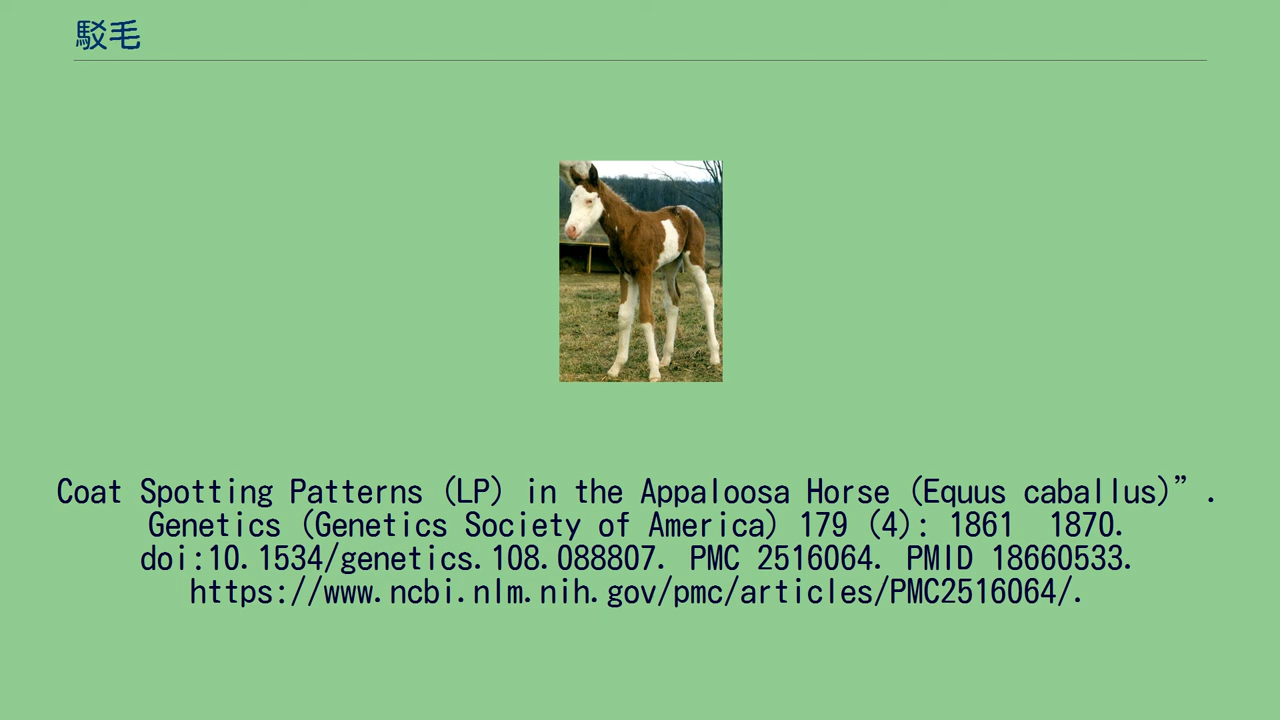 駁毛
Coat Spotting Patterns (LP) in the Appaloosa Horse (Equus caballus)”.
Genetics (Genetics Society of America) 179 (4): 1861 1870.
doi:10.1534/genetics.108.088807. PMC 2516064. PMID 18660533.
https://www.ncbi.nlm.nih.gov/pmc/articles/PMC2516064/.